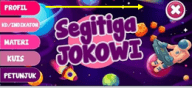 PROFIL
KD/INDIKATOR
MATERI
KUIS
PETUNJUK
Segitiga
JOKOWI